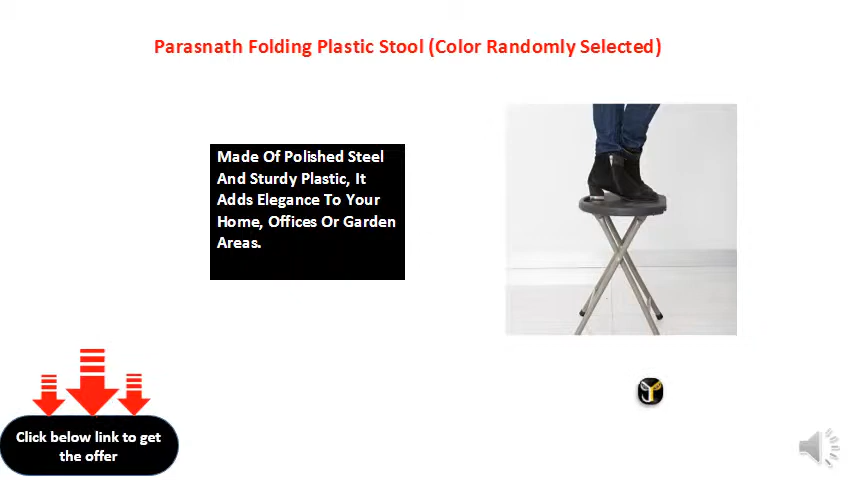 Parasnath Folding Plastic Stool (Color Randomly Selected)
Made Of Polished Steel
And Sturdy Plastic, It
Adds Elegance To Your
Home, Offices Or Garden
Areas.
Click below link to get
the offer